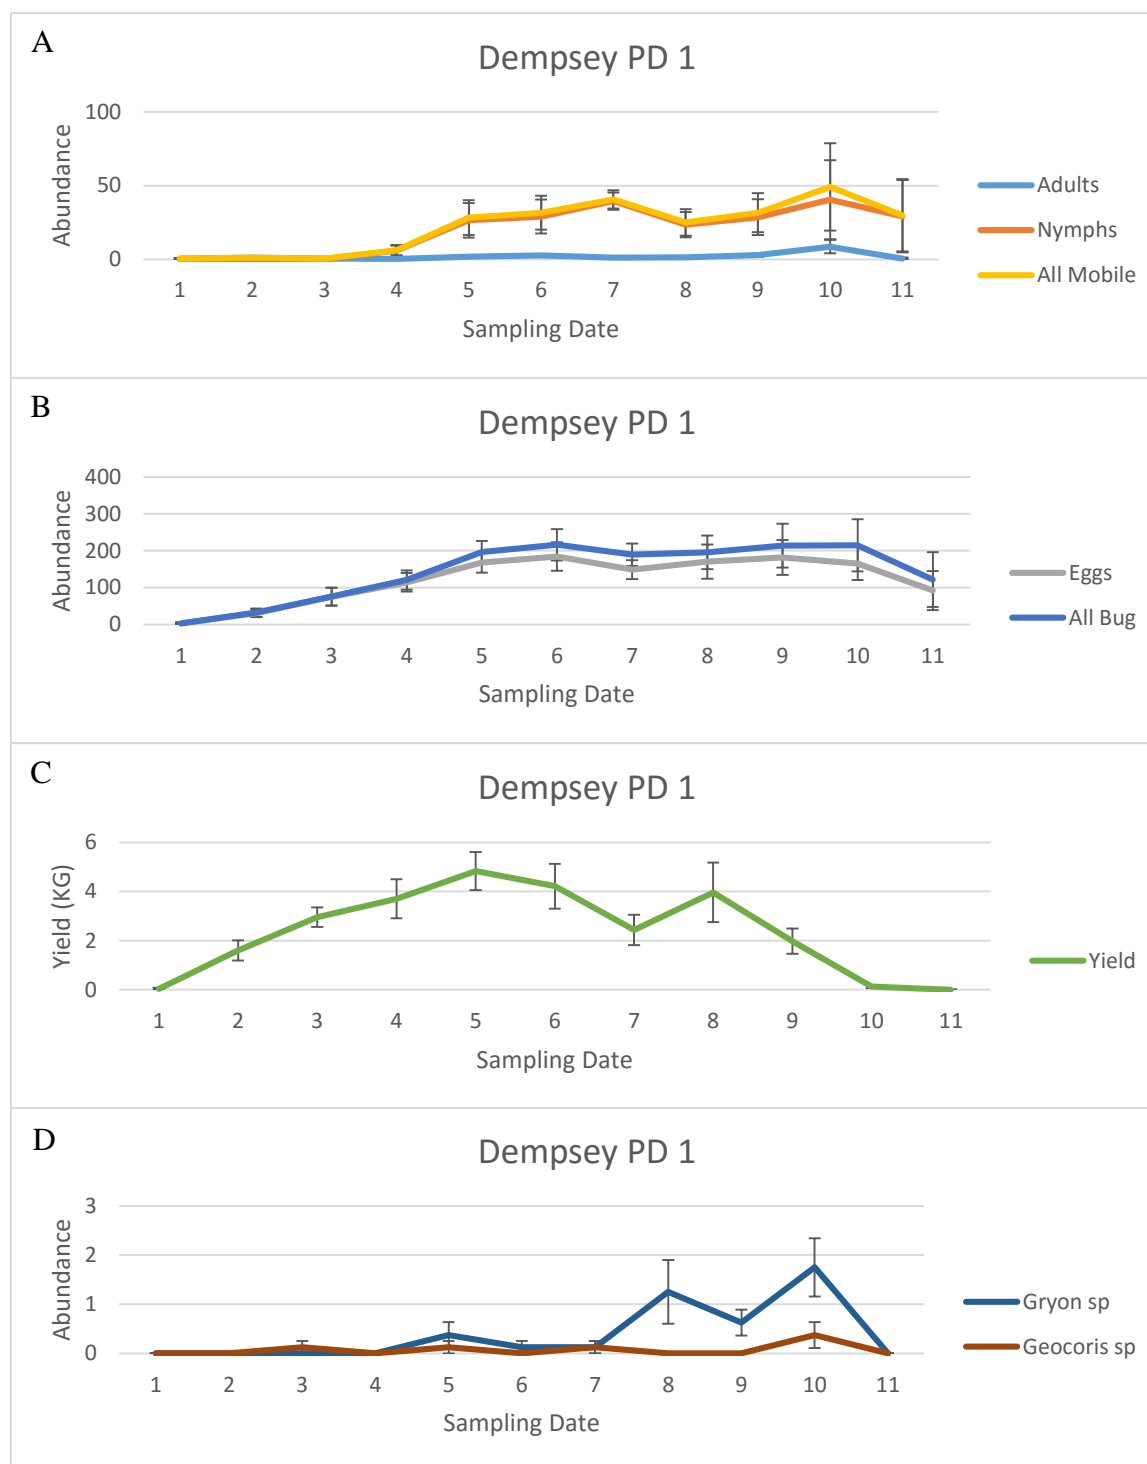 A
Dempsey PD 1
100
50
0
Abundance
1 2 3 4 5 6 7 8 9 10 11
Sampling Date
Adults
Nymphs
All Mobile
B
Dempsey PD 1
400
300
200
100
0
Abundance
1 2 3 4 5 6 7 8 9 10 11
Sampling Date
Eggs
All Bug
C
Dempsey PD 1
6
4
2
0
Yield (KG)
1 2 3 4 5 6 7 8 9 10 11
Sampling Date
Yield
D
Dempsey PD 1
3
2
1
0
Abundance
1 2 3 4 5 6 7 8 9 10 11
Sampling Date
Gryon sp
Geocoris sp